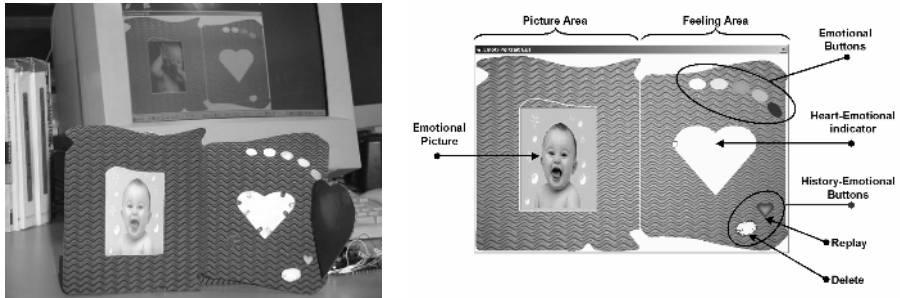 Picture Area
Feeling Area
Emotional
Buttons
Emotional
Picture
Heart-Emotional
indicator
History-Emotional
Buttons
Replay
Delete